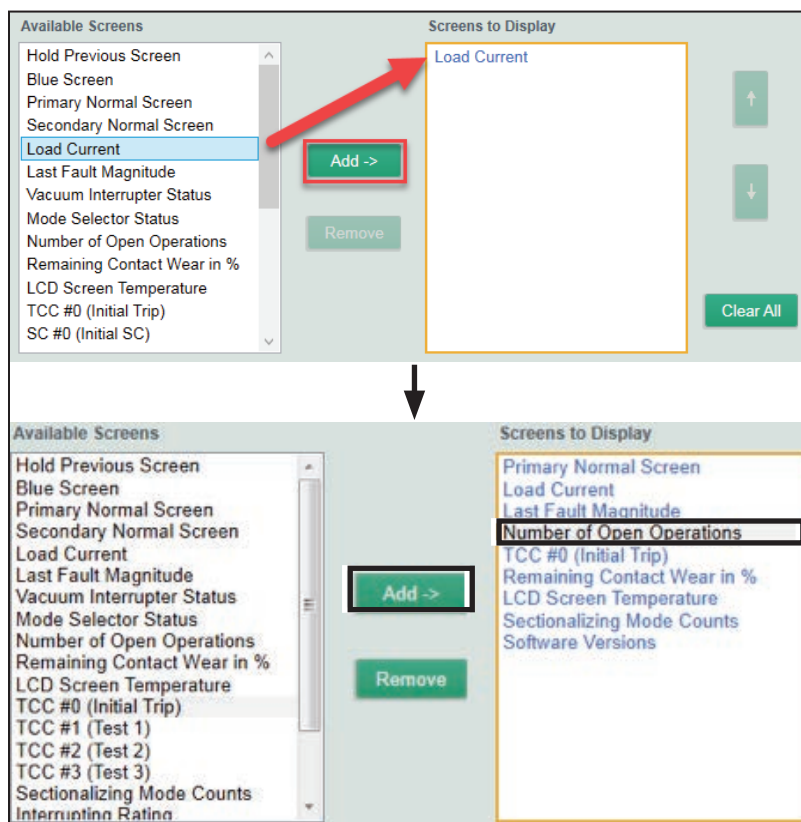 Available Screens
Hold Previous Screen
Blue Screen
Primary Normal Screen
Secondary Normal Screen
Load Current
Last Fault Magnitude
Vacuum Interrupter Status
Mode Selector Status
Number of Open Operations
Remaining Contact Wear in %
LCD Screen Temperature
TCC #0 (Initial Trip)
SC #0 (Initial SC)
Add ->
Remove
Screens to Display
Load Current
Clear All
Available Screens
Hold Previous Screen
Blue Screen
Primary Normal Screen
Secondary Normal Screen
Load Current
Last Fault Magnitude
Vacuum Interrupter Status
Mode Selector Status
Number of Open Operations
Remaining Contact Wear in %
LCD Screen Temperature
TCC #0 (Initial Trip)
TCC #1 (Test 1)
TCC #2 (Test 2)
TCC #3 (Test 3)
Sectionalizing Mode Counts
Interrupting Rating
Add ->
Remove
Screens to Display
Primary Normal Screen
Load Current
Last Fault Magnitude
Number of Open Operations
TCC #0 (Initial Trip)
Remaining Contact Wear in %
LCD Screen Temperature
Sectionalizing Mode Counts
Software Versions